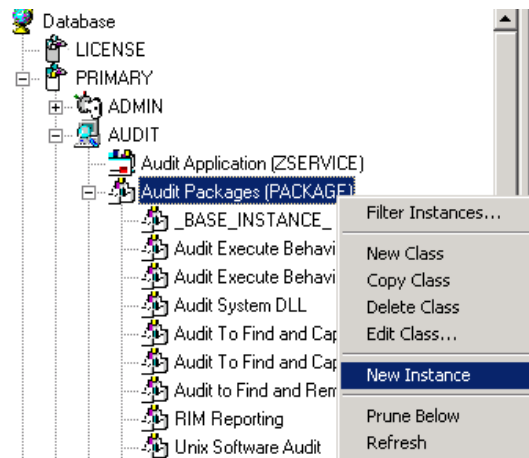 Database
LICENSE
PRIMARY
ADMIN
AUDIT
Audit Application (ZSERVICE)
Audit Packages (PACKAGE)
_BASE_INSTANCE_
Audit Execute Behavi
Audit Execute Behavi
Audit System DLL
Audit To Find and Cap
Audit To Find and Cap
Audit to Find and Rem
RIM Reporting
Unix Software Audit
Filter Instances...
New Class
Copy Class
Delete Class
Edit Class...
New Instance
Prune Below
Refresh